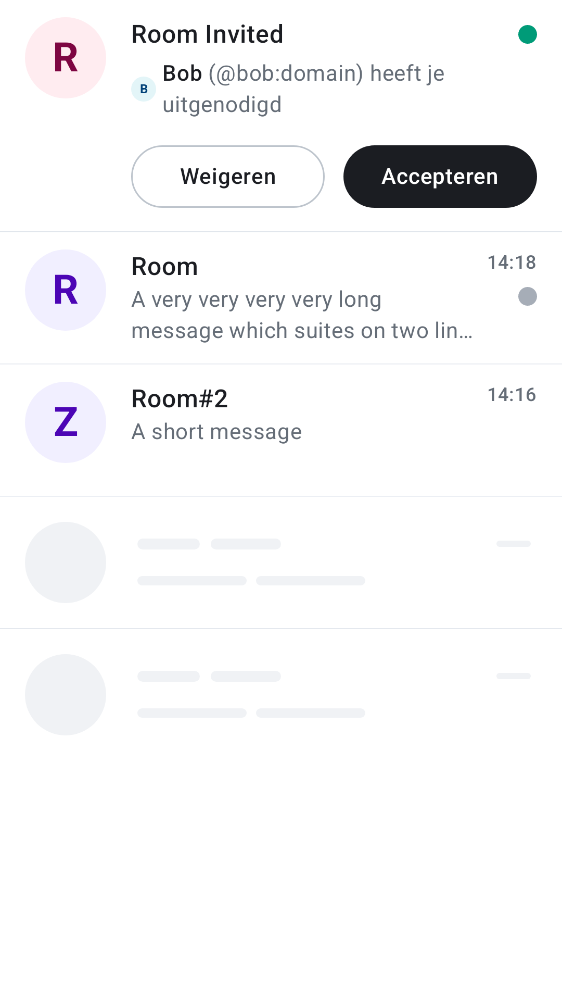 R
Room Invited
B
Bob (@bob:domain) heeft je
uitgenodigd
Weigeren
Accepteren
R
Room
14:18
A very very very very long
message which suites on two lin…
Z
Room#2
14:16
A short message